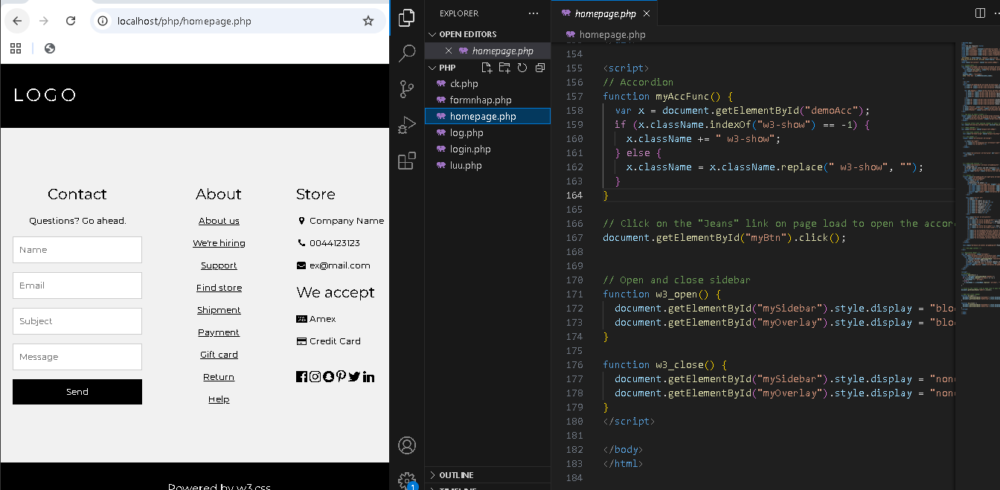 localhost/php/homepage.php
LOGO
Contact
Questions? Go ahead.
Name
Email
Subject
Message
Send
About
About us
We're hiring
Support
Find store
Shipment
Payment
Gift card
Return
Help
Store
Company Name
0044123123
ex@mail.com
We accept
Amex
Credit Card
Powered by w3.css
EXPLORER
OPEN EDITORS
homepage.php
PHP
ck.php
formnhap.php
homepage.php
log.php
login.php
luu.php
OUTLINE
TIMELINE
1
homepage.php
homepage.php
154
155 <script>
156 // Accordion
157 function myAccFunc() {
158 var x = document.getElementById("demoAcc");
159 if (x.className.indexOf("w3-show") == -1) {
160 x.className += " w3-show";
161 } else {
162 x.className = x.className.replace(" w3-show", "");
163 }
164 }
165
166 // Click on the "Jeans" link on page load to open the accor
167 document.getElementById("myBtn").click();
168
169
170 // Open and close sidebar
171 function w3_open() {
172 document.getElementById("mySidebar").style.display = "blo
173 document.getElementById("myOverlay").style.display = "blo
174 }
175
176 function w3_close() {
177 document.getElementById("mySidebar").style.display = "non
178 document.getElementById("myOverlay").style.display = "non
179 }
180 </script>
181
182 </body>
183 </html>
184